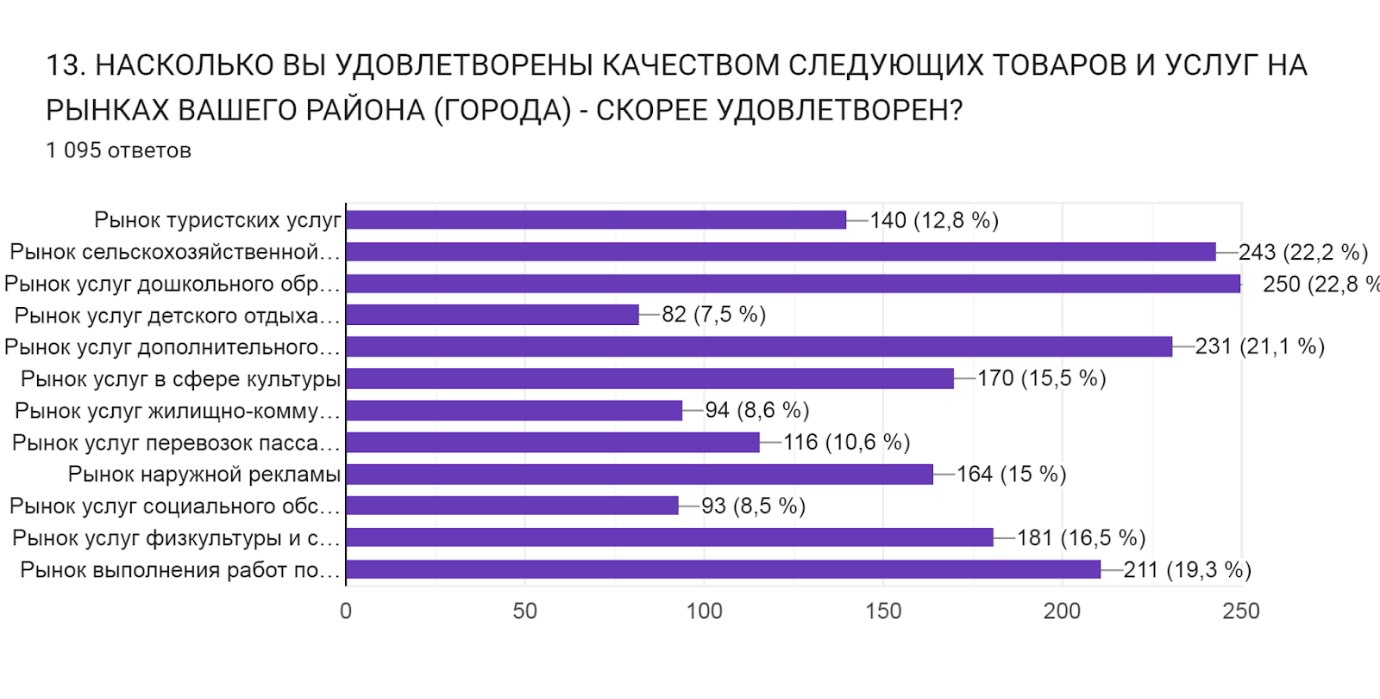 13. НАСКОЛЬКО ВЫ УДОВЛЕТВОРЕНЫ КАЧЕСТВОМ СЛЕДУЮЩИХ ТОВАРОВ И УСЛУГ НА
РЫНКАХ ВАШЕГО РАЙОНА (ГОРОДА) - СКОРЕЕ УДОВЛЕТВОРЕН?
1 095 ответов
Рынок туристских услуг 140 (12,8 %)
Рынок сельскохозяйственной… 243 (22,2 %)
Рынок услуг дошкольного обр… 250 (22,8 %
Рынок услуг детского отдыха… 82 (7,5 %)
Рынок услуг дополнительного… 231 (21,1 %)
Рынок услуг в сфере культуры 170 (15,5 %)
Рынок услуг жилищно-комму… 94 (8,6 %)
Рынок услуг перевозок пасса… 116 (10,6 %)
Рынок наружной рекламы 164 (15 %)
Рынок услуг социального обс… 93 (8,5 %)
Рынок услуг физкультуры и с… 181 (16,5 %)
Рынок выполнения работ по… 211 (19,3 %)
0 50 100 150 200 250